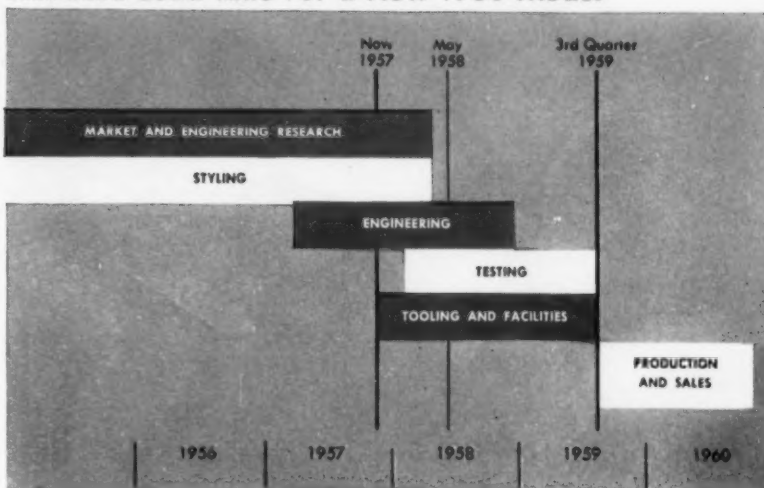 Now May 3rd Quarter
1957 1958 1959
MARKET AND ENGINEERING RESEARCH
STYLING
ENGINEERING
TESTING
TOOLING AND FACILITIES
PRODUCTION
AND SALES
1956 1957 1958 1959 1960